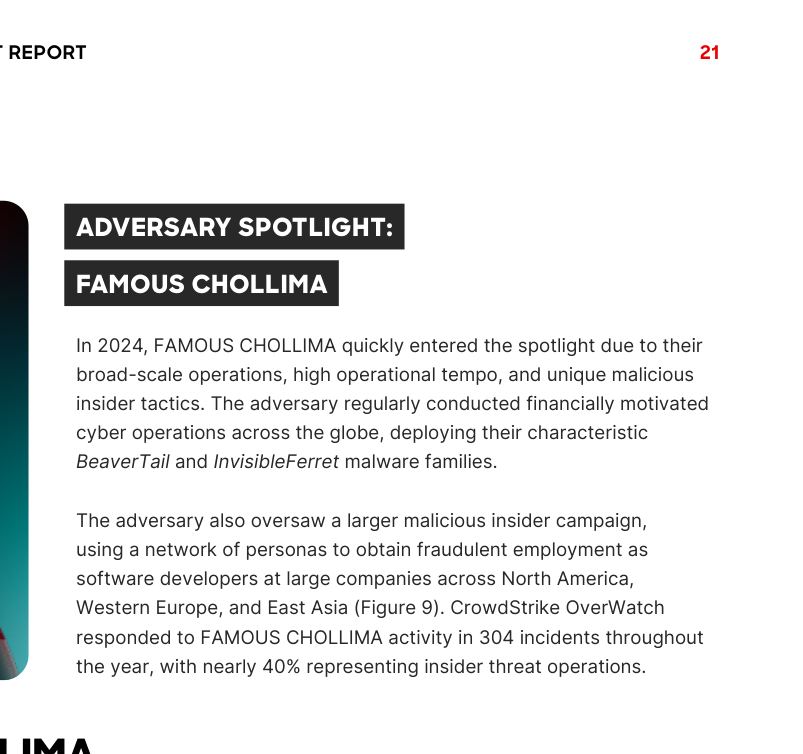 REPORT
21
ADVERSARY SPOTLIGHT:
FAMOUS CHOLLIMA
In 2024, FAMOUS CHOLLIMA quickly entered the spotlight due to their
broad-scale operations, high operational tempo, and unique malicious
insider tactics. The adversary regularly conducted financially motivated
cyber operations across the globe, deploying their characteristic
BeaverTail and InvisibleFerret malware families.
The adversary also oversaw a larger malicious insider campaign,
using a network of personas to obtain fraudulent employment as
software developers at large companies across North America,
Western Europe, and East Asia (Figure 9). CrowdStrike OverWatch
responded to FAMOUS CHOLLIMA activity in 304 incidents throughout
the year, with nearly 40% representing insider threat operations.